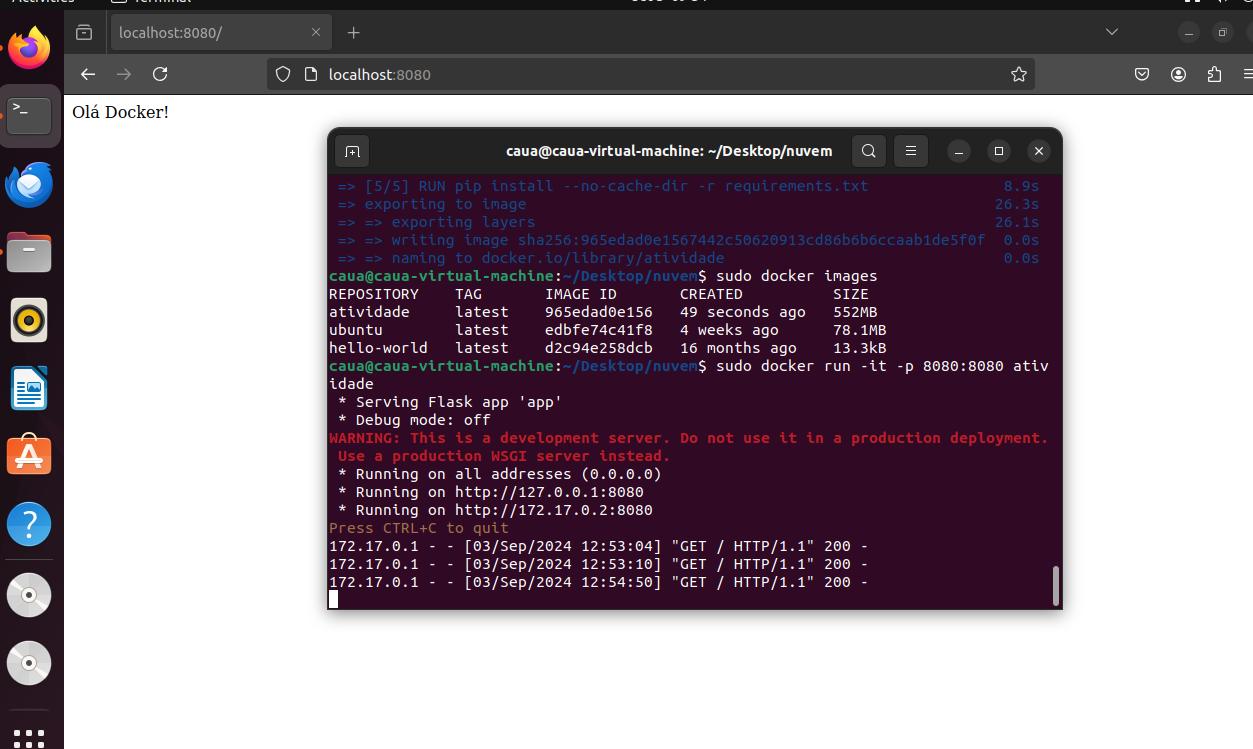 localhost:8080/
localhost:8080
Olá Docker!
caua@caua-virtual-machine: ~/Desktop/nuvem
=> [5/5] RUN pip install --no-cache-dir -r requirements.txt 8.9s
=> exporting to image 26.3s
=> => exporting layers 26.1s
=> => writing image sha256:965edad0e1567442c50620913cd86b6b6ccaab1de5f0f 0.0s
=> => naming to docker.io/library/atividade 0.0s
caua@caua-virtual-machine:~/Desktop/nuvem$ sudo docker images
REPOSITORY TAG IMAGE ID CREATED SIZE
atividade latest 965edad0e156 49 seconds ago 552MB
ubuntu latest edbfe74c41f8 4 weeks ago 78.1MB
hello-world latest d2c94e258dcb 16 months ago 13.3kB
caua@caua-virtual-machine:~/Desktop/nuvem$ sudo docker run -it -p 8080:8080 ativ
idade
* Serving Flask app 'app'
* Debug mode: off
WARNING: This is a development server. Do not use it in a production deployment.
Use a production WSGI server instead.
* Running on all addresses (0.0.0.0)
* Running on http://127.0.0.1:8080
* Running on http://172.17.0.2:8080
Press CTRL+C to quit
172.17.0.1 - - [03/Sep/2024 12:53:04] "GET / HTTP/1.1" 200 -
172.17.0.1 - - [03/Sep/2024 12:53:10] "GET / HTTP/1.1" 200 -
172.17.0.1 - - [03/Sep/2024 12:54:50] "GET / HTTP/1.1" 200 -